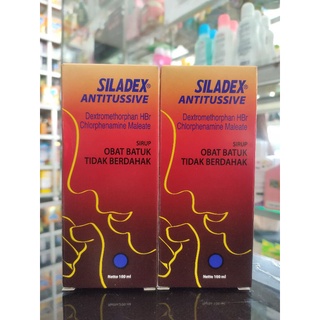 SILADEX®
ANTITUSSIVE
Dextromethorphan HBr
Chlorphenamine Maleate
SIRUP
OBAT BATUK
TIDAK BERDAHAK
Netto 100 ml
SILADEX®
ANTITUSSIVE
Dextromethorphan HBr
Chlorphenamine Maleate
SIRUP
OBAT BATUK
TIDAK BERDAHAK
Netto 100 ml